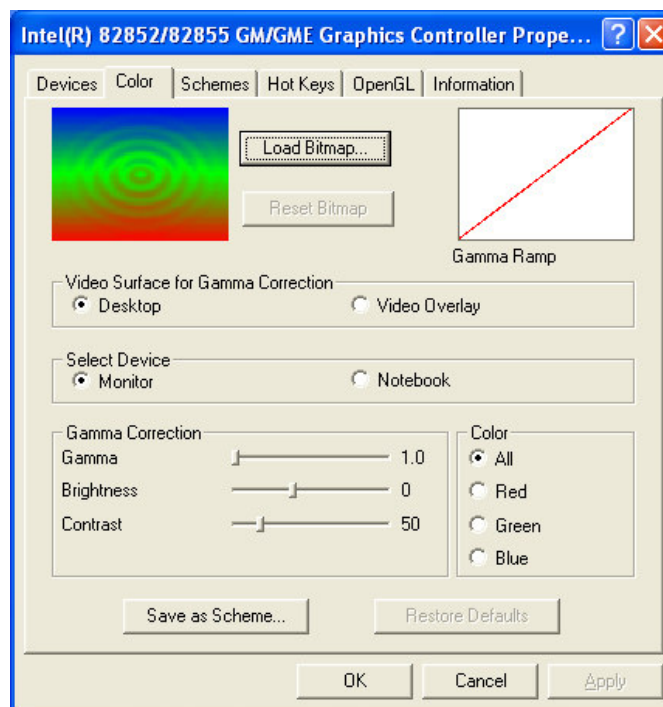 Intel(R) 82852/82855 GM/GME Graphics Controller Prope...
Devices Color Schemes Hot Keys OpenGL Information
Load Bitmap...
Reset Bitmap
Gamma Ramp
Video Surface for Gamma Correction
Desktop Video Overlay
Select Device
Monitor Notebook
Gamma Correction
Gamma 1.0
Brightness 0
Contrast 50
Color
All
Red
Green
Blue
Save as Scheme... Restore Defaults
OK Cancel Apply